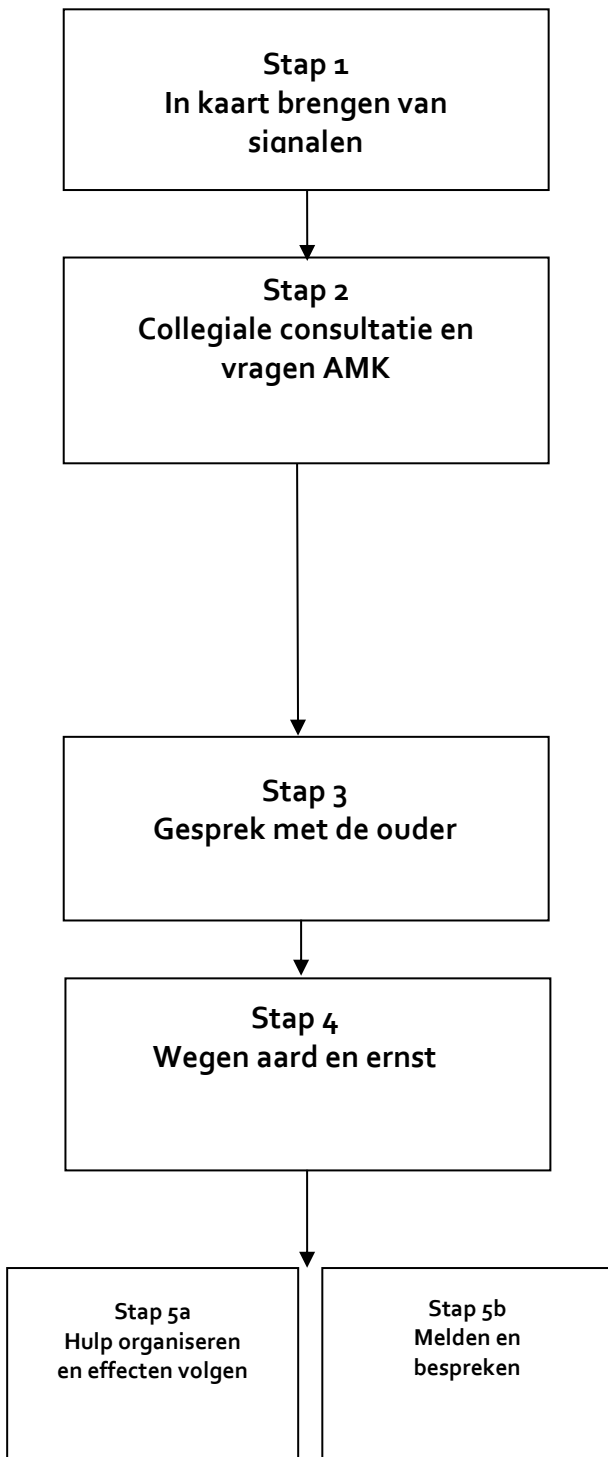 Stap 1
In kaart brengen van
signalen
Stap 2
Collegiale consultatie en
vragen AMK
Stap 3
Gesprek met de ouder
Stap 4
Wegen aard en ernst
Stap 5a
Hulp organiseren
en effecten volgen
Stap 5b
Melden en
bespreken